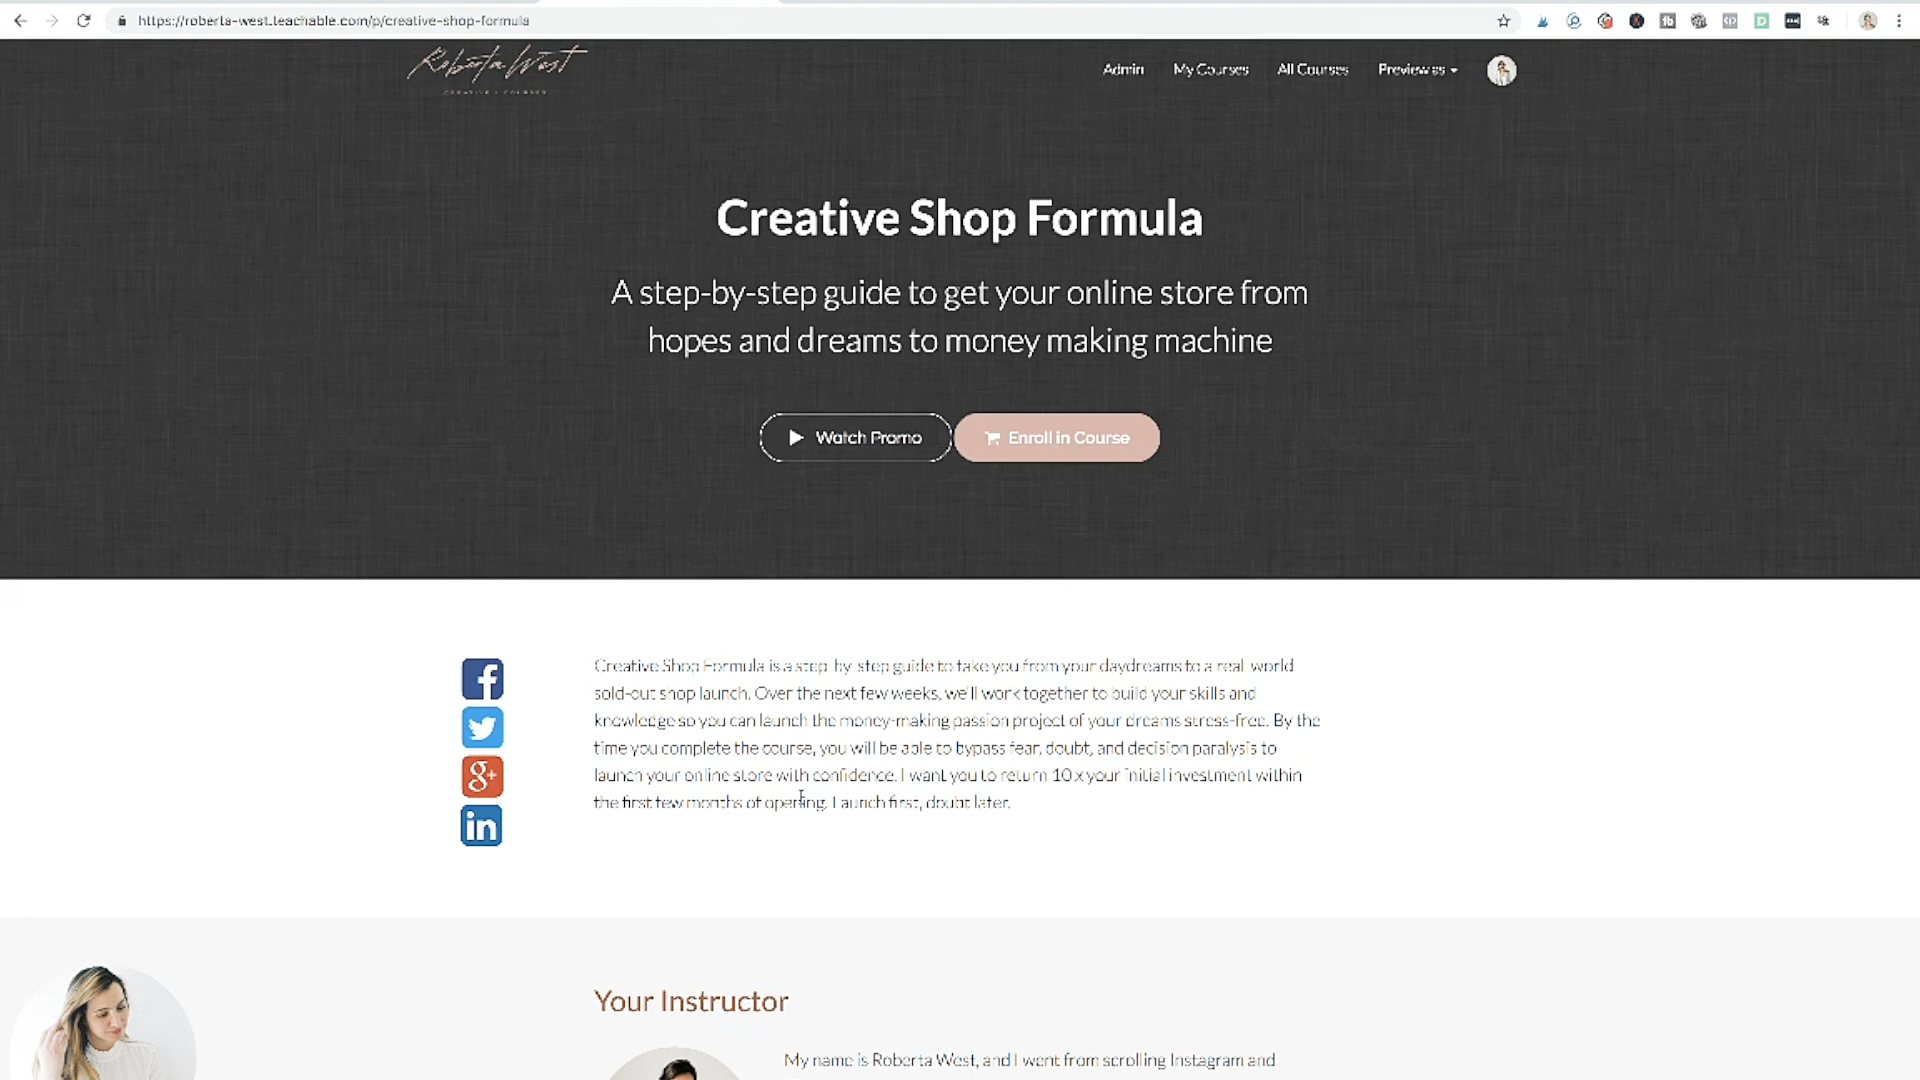 https://roberta-west.teachable.com/p/creative-shop-formula
Roberta West
CREATIVE + COURSES
Admin
My Courses
All Courses
Preview as
Creative Shop Formula
A step-by-step guide to get your online store from
hopes and dreams to money making machine
Watch Promo
Enroll in Course
Creative Shop Formula is a step-by-step guide to take you from your daydreams to a real-world
sold-out shop launch. Over the next few weeks, we'll work together to build your skills and
knowledge so you can launch the money-making passion project of your dreams stress-free. By the
time you complete the course, you will be able to bypass fear, doubt, and decision paralysis to
launch your online store with confidence. I want you to return 10 x your initial investment within
the first few months of opening. Launch first, doubt later.
Your Instructor
My name is Roberta West, and I went from scrolling Instagram and